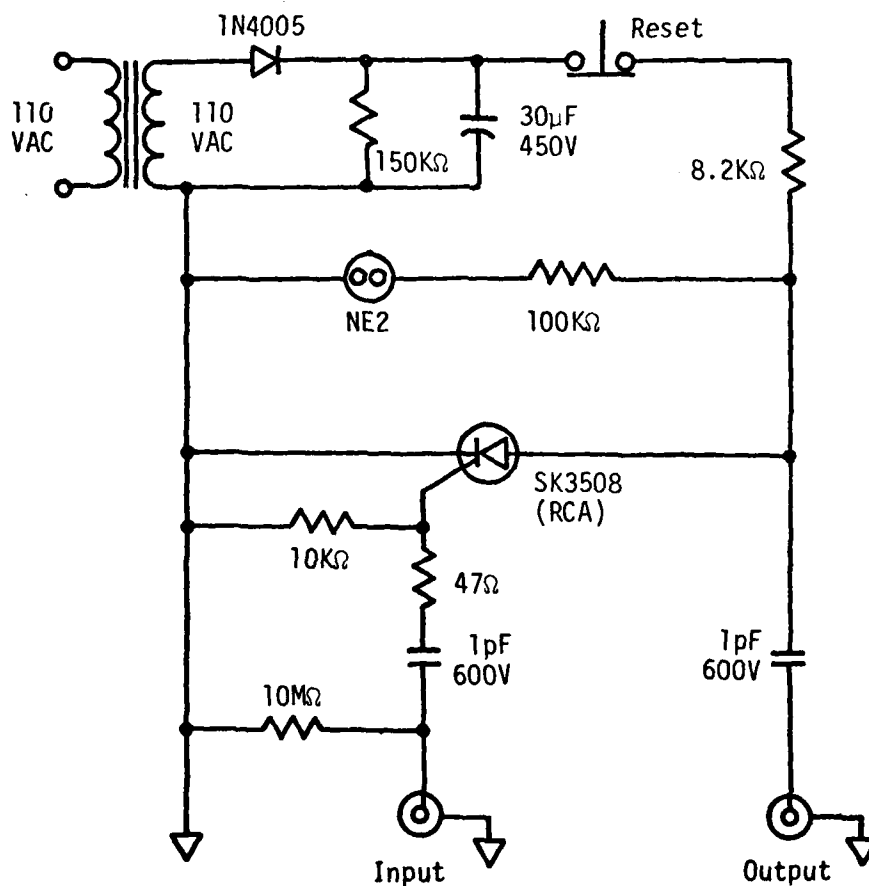 1N4005
Reset
110
VAC
110
VAC
30µF
450V
150KΩ
8.2KΩ
NE2
100KΩ
SK3508
(RCA)
10KΩ
47Ω
1pF
600V
1pF
600V
10MΩ
Input
Output